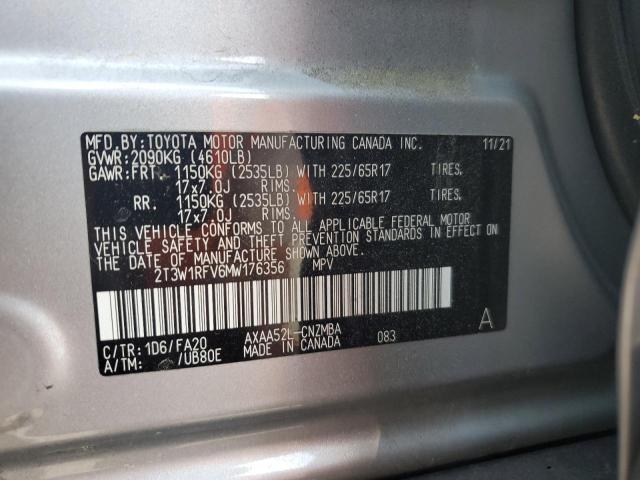 MFD.BY:TOYOTA MOTOR MANUFACTURING CANADA INC. 11/21
GVWR:2090KG (4610LB)
GAWR:FRT. 1150KG (2535LB) WITH 225/65R17 TIRES.
17x7.0J RIMS.
RR. 1150KG (2535LB) WITH 225/65R17 TIRES.
17x7.0J RIMS.
THIS VEHICLE CONFORMS TO ALL APPLICABLE FEDERAL MOTOR
VEHICLE SAFETY AND THEFT PREVENTION STANDARDS IN EFFECT ON
THE DATE OF MANUFACTURE SHOWN ABOVE.
2T3W1RFV6MW176356 MPV
A
C/TR:1D6/FA20 AXAA52L-CNZMBA 083
A/TM: /UB80E MADE IN CANADA